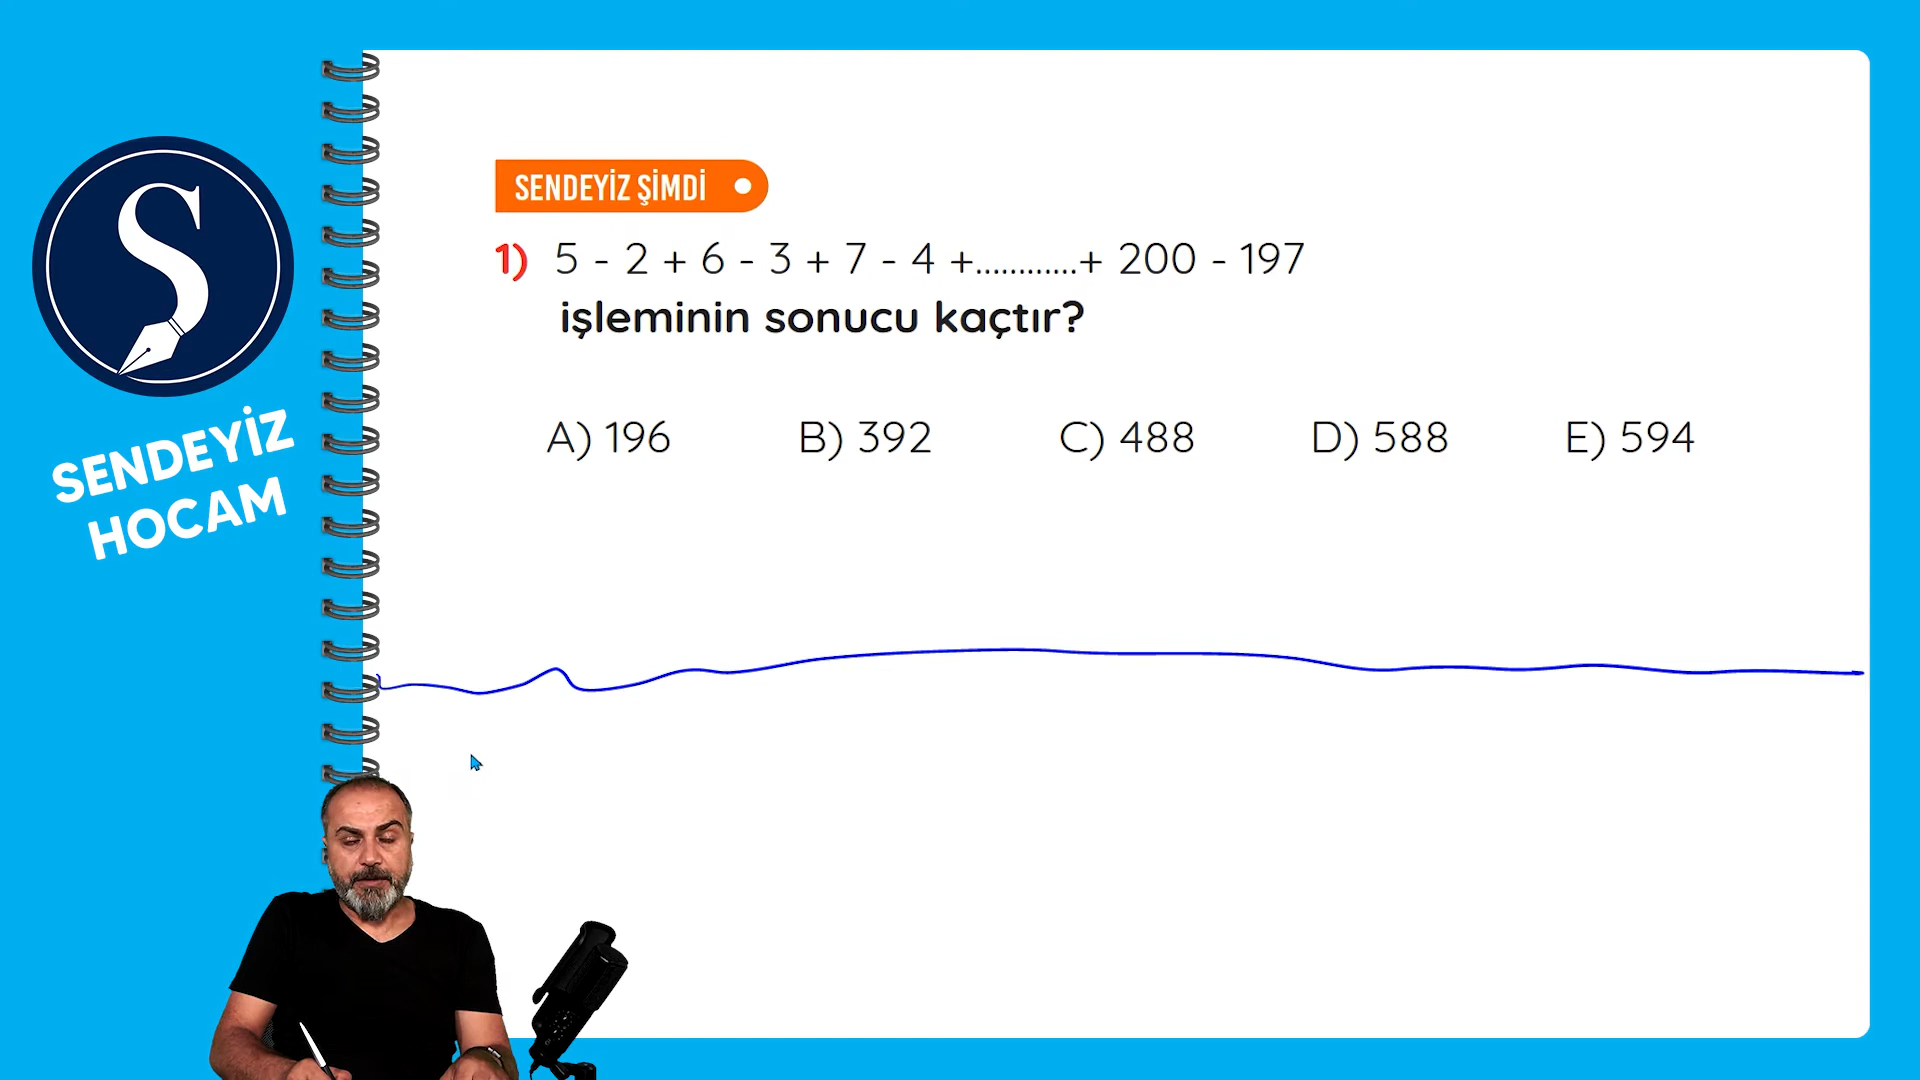 SENDEYİZ
HOCAM
SENDEYİZ ŞİMDİ
1) 5 - 2 + 6 - 3 + 7 - 4 +............+ 200 - 197
işleminin sonucu kaçtır?
A) 196 B) 392 C) 488 D) 588 E) 594